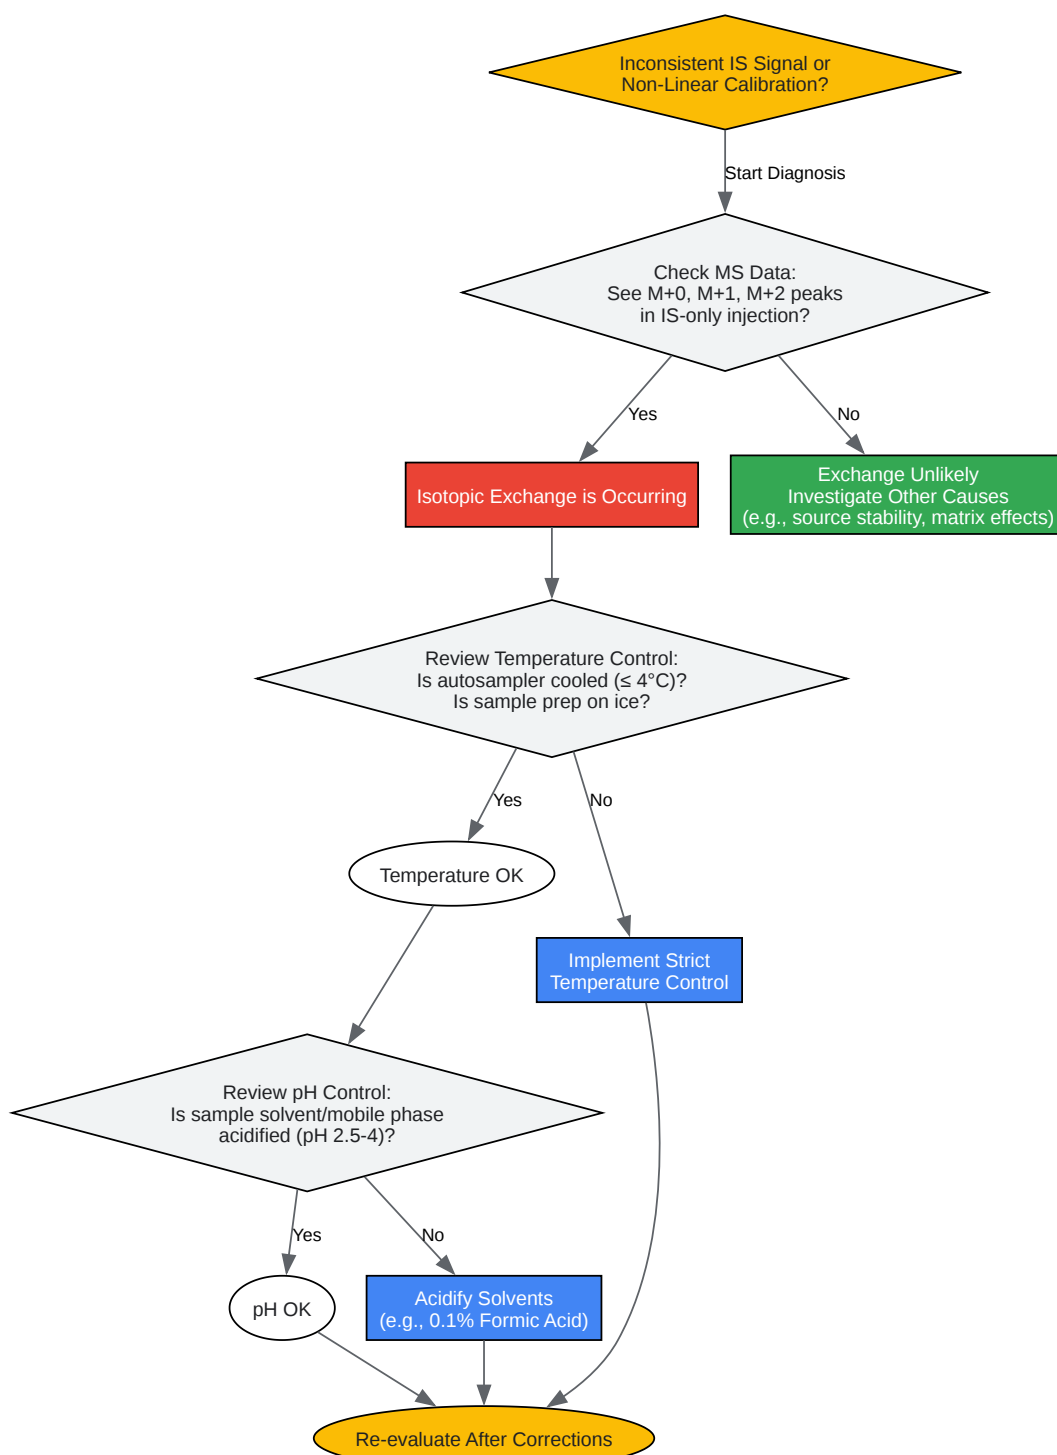 Inconsistent IS Signal or
Non-Linear Calibration?
Start Diagnosis
Check MS Data:
See M+0, M+1, M+2 peaks
in IS-only injection?
Yes
No
Isotopic Exchange is Occurring
Exchange Unlikely
Investigate Other Causes
(e.g., source stability, matrix effects)
Review Temperature Control:
Is autosampler cooled (≤ 4°C)?
Is sample prep on ice?
Yes
No
Temperature OK
Implement Strict
Temperature Control
Review pH Control:
Is sample solvent/mobile phase
acidified (pH 2.5-4)?
Yes
No
pH OK
Acidify Solvents
(e.g., 0.1% Formic Acid)
Re-evaluate After Corrections